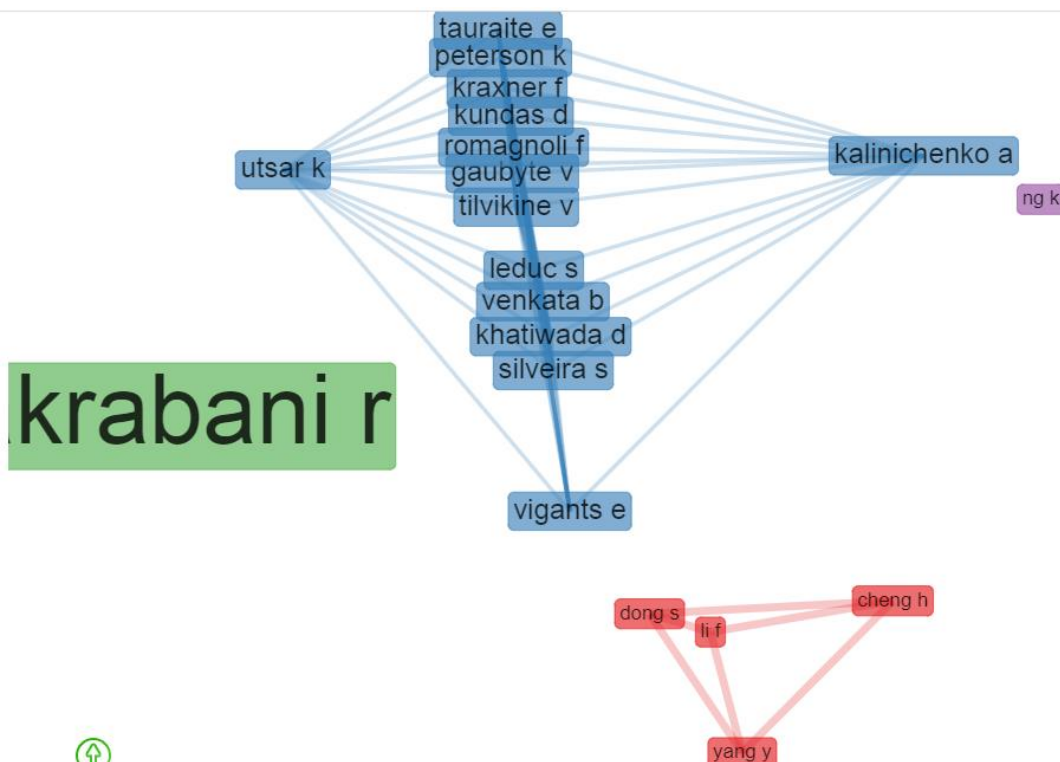 tauraite e
peterson k
kraxner f
kundas d
romagnoli f
utsar k
kalinichenko a
gaubyte v
ng k
tilvikine v
leduc s
venkata b
khatiwada d
silveira s
krabani r
vigants e
cheng h
dong s
li f
yang y